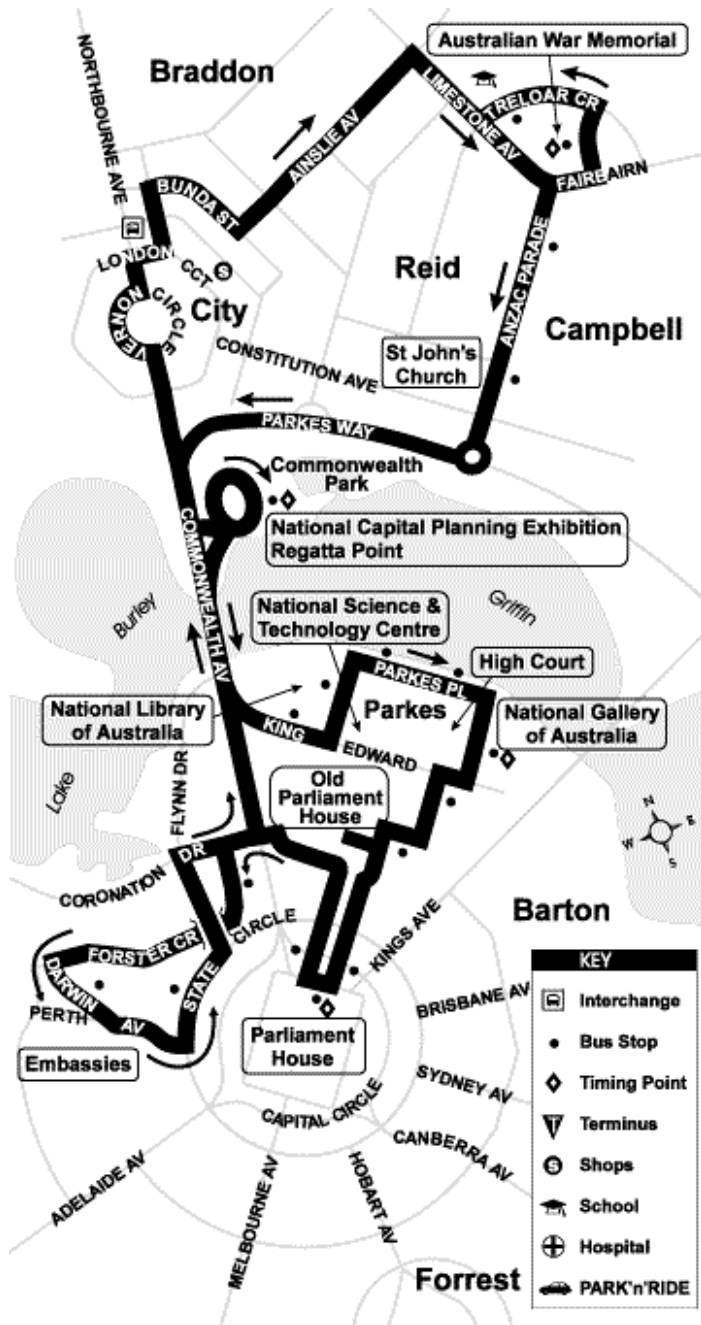 Australian War Memorial
NORTHBOURNE AVE
Braddon
LIMESTONE AV
TRELOAR CR
AINSLIE AV
BUNDA ST
FAIREAIRN
LONDON
CCT
S
Reid
ANZAC PARADE
VERNON
CIRCLE
City
Campbell
CONSTITUTION AVE
St John's
Church
PARKES WAY
Commonwealth
Park
COMMONWEALTH AV
National Capital Planning Exhibition
Regatta Point
Burley
Griffin
National Science &
Technology Centre
High Court
PARKES PL
National Library
of Australia
Parkes
National Gallery
of Australia
KING
EDWARD
Lake
FLYNN DR
Old
Parliament
House
N
E
W
S
CORONATION
DR
KINGS AVE
Barton
FORSTER CR
STATE
CIRCLE
DARWIN
AV
PERTH
Embassies
Parliament
House
BRISBANE AV
SYDNEY AV
CAPITAL CIRCLE
CANBERRA AV
ADELAIDE AV
MELBOURNE AV
HOBART AV
Forrest
KEY
Interchange
Bus Stop
Timing Point
T
Terminus
S
Shops
School
Hospital
PARK'n'RIDE